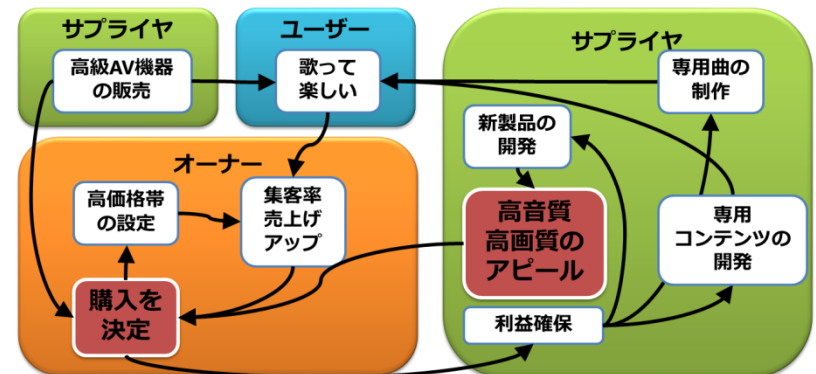 サプライヤ
高級AV機器
の販売
ユーザー
歌って
楽しい
オーナー
高価格帯
の設定
集客率
売上げ
アップ
購入を
決定
サプライヤ
専用曲の
制作
新製品の
開発
高音質
高画質の
アピール
専用
コンテンツの
開発
利益確保